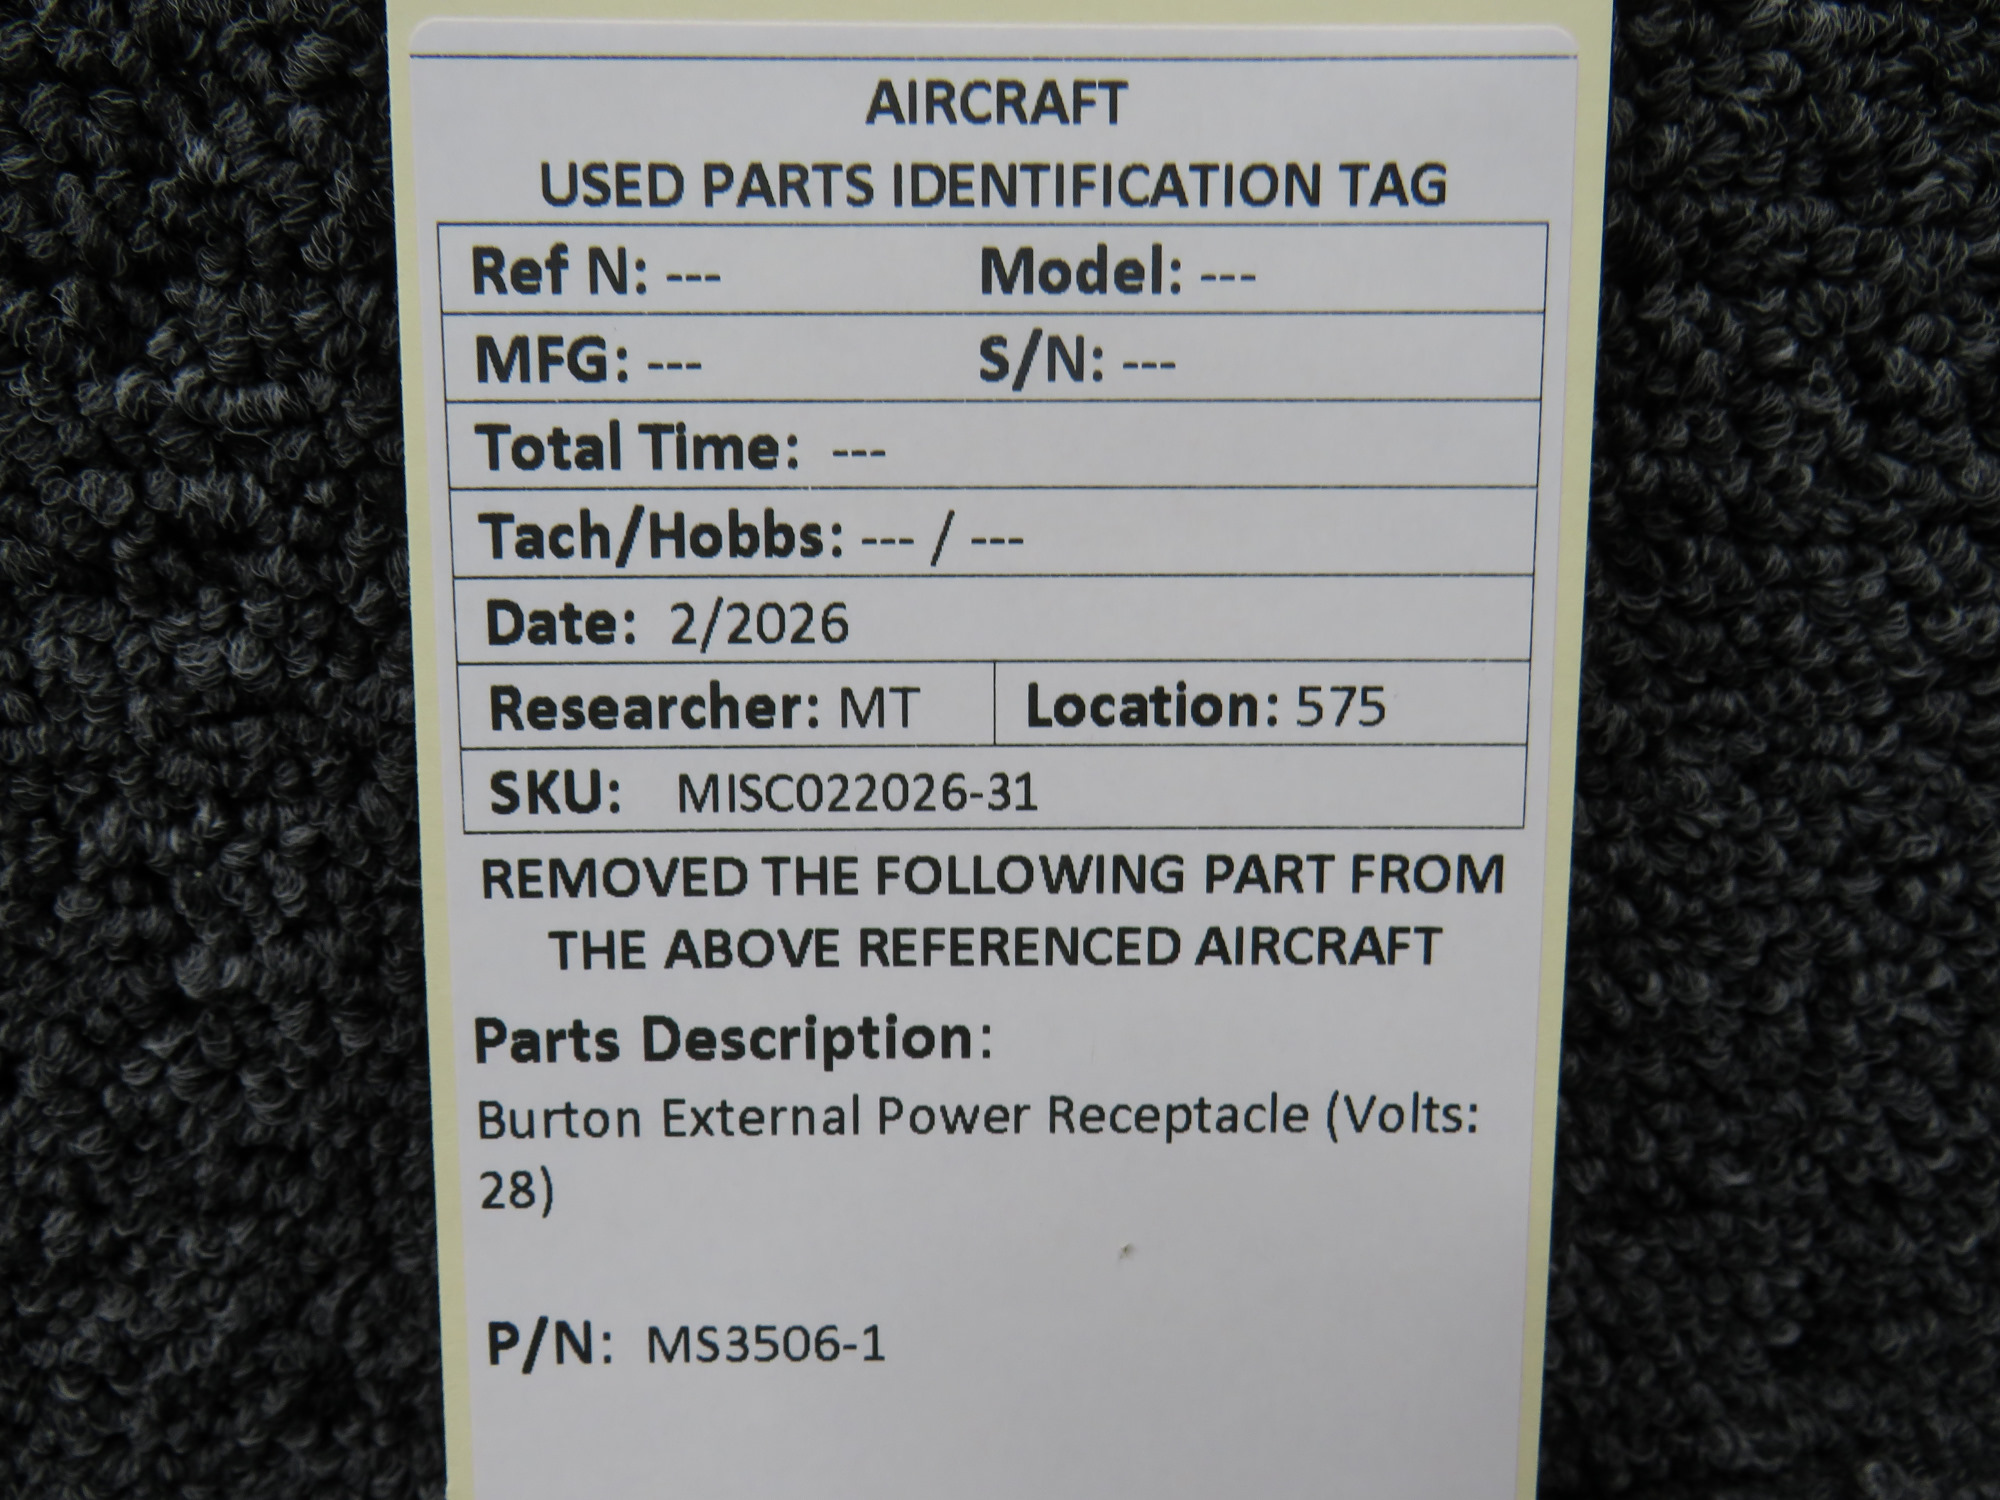 AIRCRAFT
USED PARTS IDENTIFICATION TAG
Ref N: --- Model: ---
MFG: --- S/N: ---
Total Time: ---
Tach/Hobbs: --- / ---
Date: 2/2026
Researcher: MT Location: 575
SKU: MISC022026-31
REMOVED THE FOLLOWING PART FROM
THE ABOVE REFERENCED AIRCRAFT
Parts Description:
Burton External Power Receptacle (Volts:
28)
P/N: MS3506-1